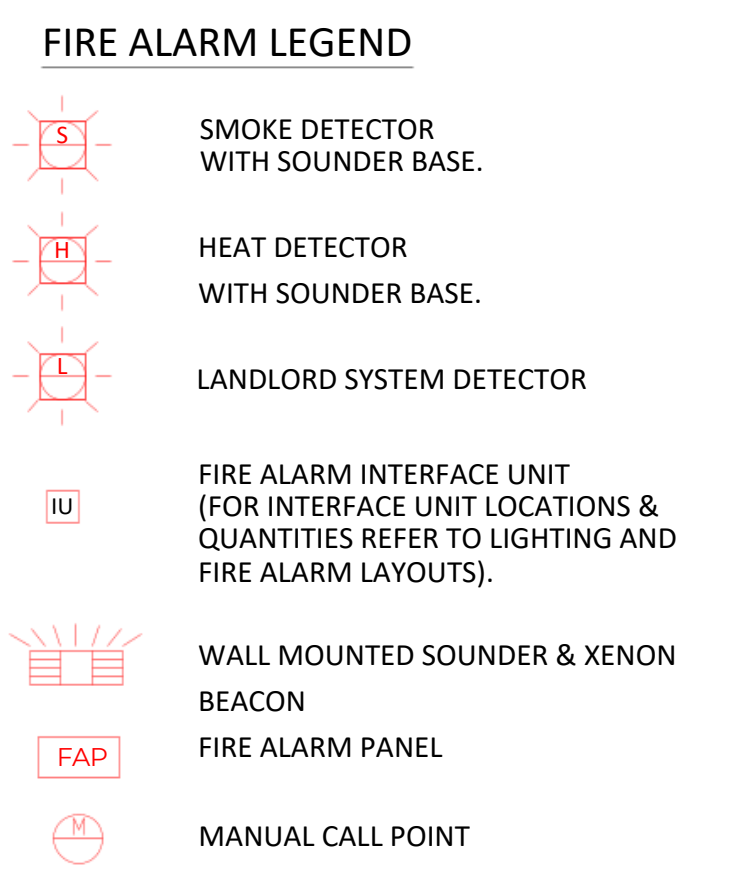 FIRE ALARM LEGEND
S
SMOKE DETECTOR
WITH SOUNDER BASE.
H
HEAT DETECTOR
WITH SOUNDER BASE.
L
LANDLORD SYSTEM DETECTOR
IU
FIRE ALARM INTERFACE UNIT
(FOR INTERFACE UNIT LOCATIONS &
QUANTITIES REFER TO LIGHTING AND
FIRE ALARM LAYOUTS).
WALL MOUNTED SOUNDER & XENON
BEACON
FAP
FIRE ALARM PANEL
M
MANUAL CALL POINT